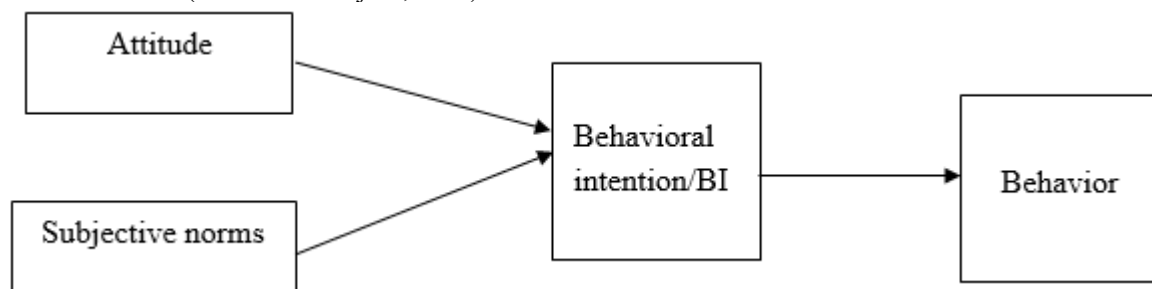 Attitude
Subjective norms
Behavioral
intention/BI
Behavior